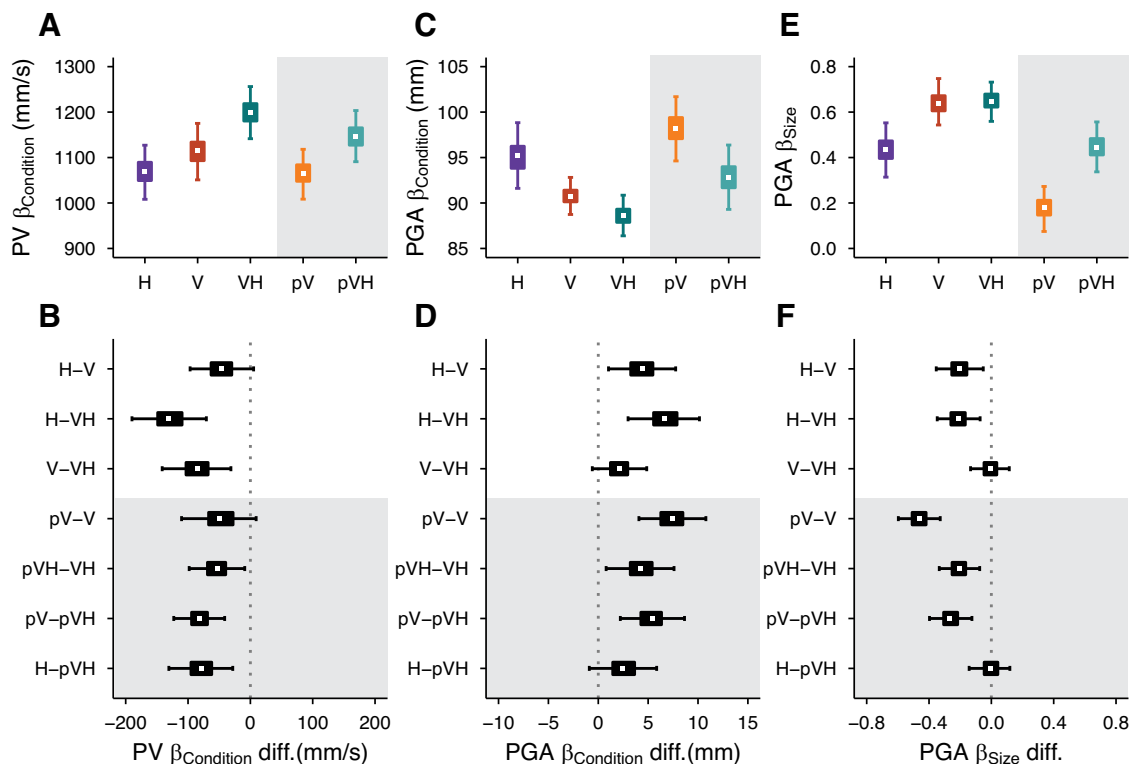 A
PV βCondition (mm/s)
1300
1200
1100
1000
900
H V VH pV pVH
C
PGA βCondition (mm)
105
100
95
90
85
H V VH pV pVH
E
PGA βSize
0.8
0.6
0.4
0.2
0.0
H V VH pV pVH
B
H–V
H–VH
V–VH
pV–V
pVH–VH
pV–pVH
H–pVH
−200 −100 0 100 200
PV βCondition diff.(mm/s)
D
H–V
H–VH
V–VH
pV–V
pVH–VH
pV–pVH
H–pVH
−10 −5 0 5 10 15
PGA βCondition diff.(mm)
F
H–V
H–VH
V–VH
pV–V
pVH–VH
pV–pVH
H–pVH
−0.8 −0.4 0.0 0.4 0.8
PGA βSize diff.